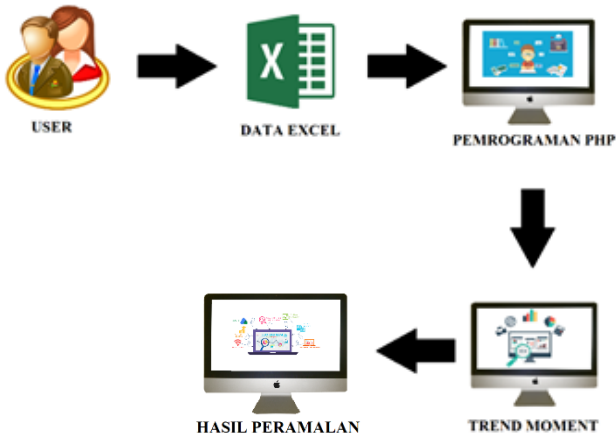 USER
DATA EXCEL
PEMROGRAMAN PHP
TREND MOMENT
HASIL PERAMALAN